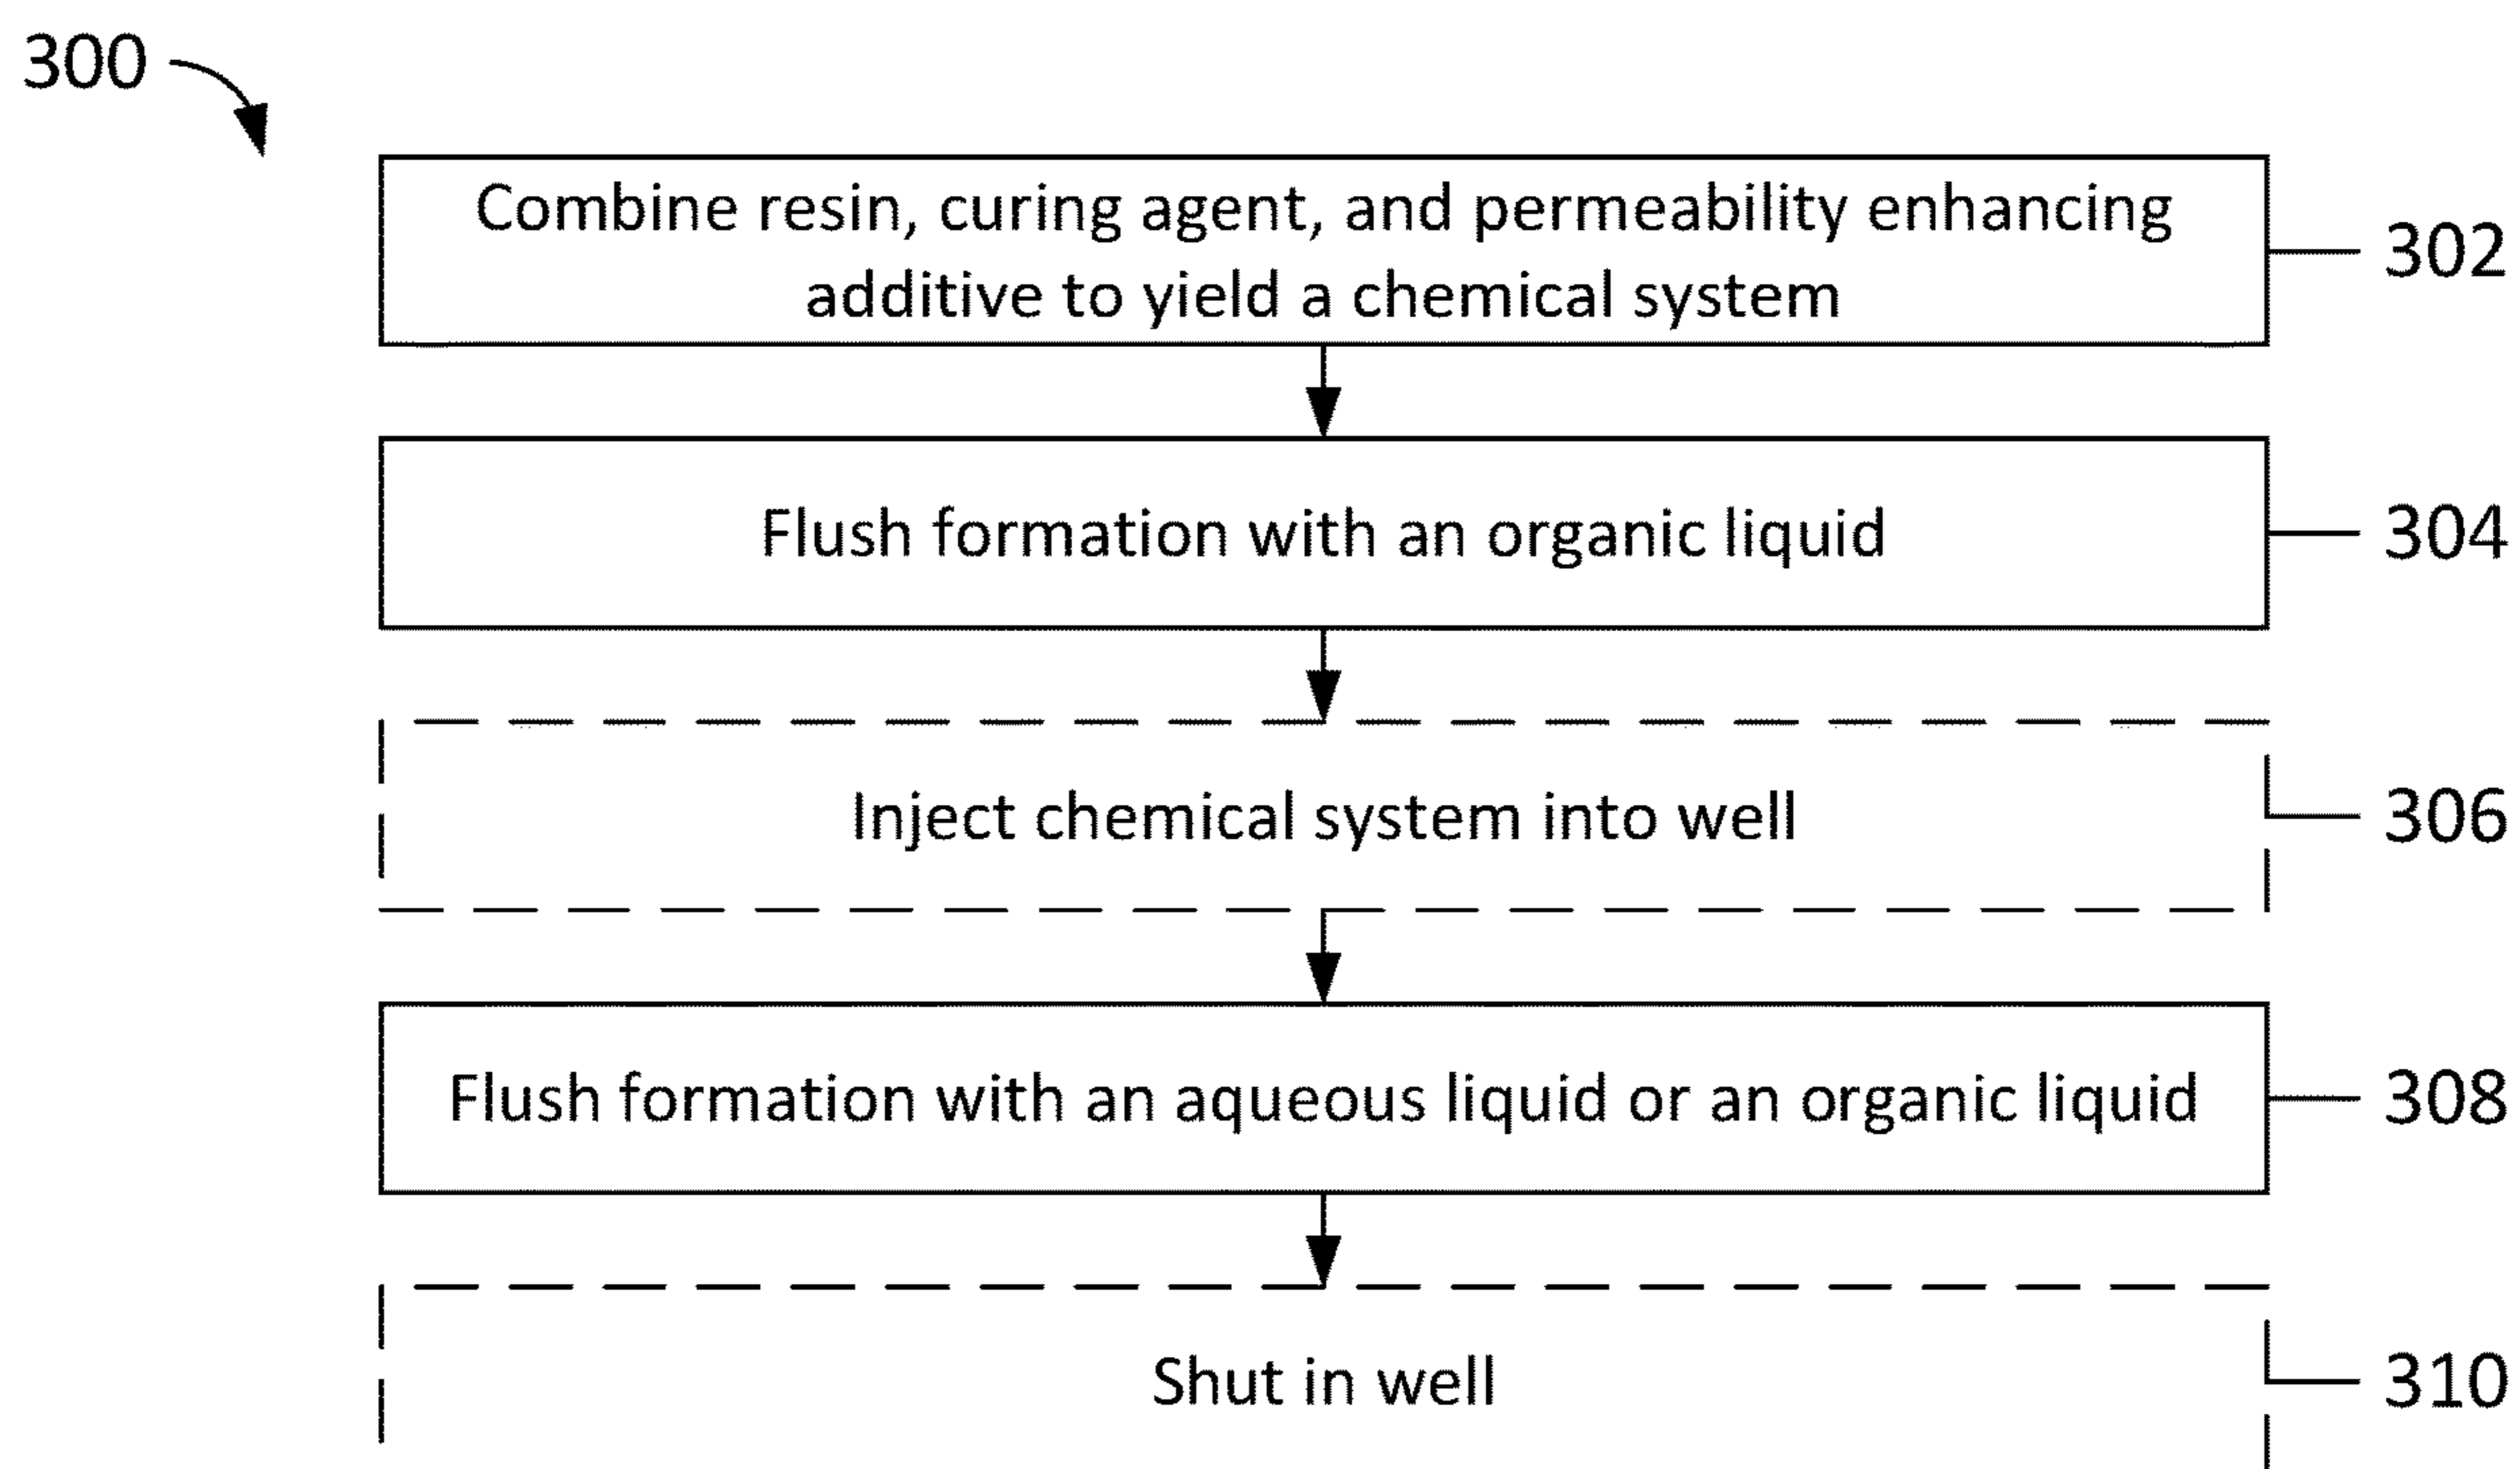 300
Combine resin, curing agent, and permeability enhancing
additive to yield a chemical system
302
Flush formation with an organic liquid
304
Inject chemical system into well
306
Flush formation with an aqueous liquid or an organic liquid
308
Shut in well
310